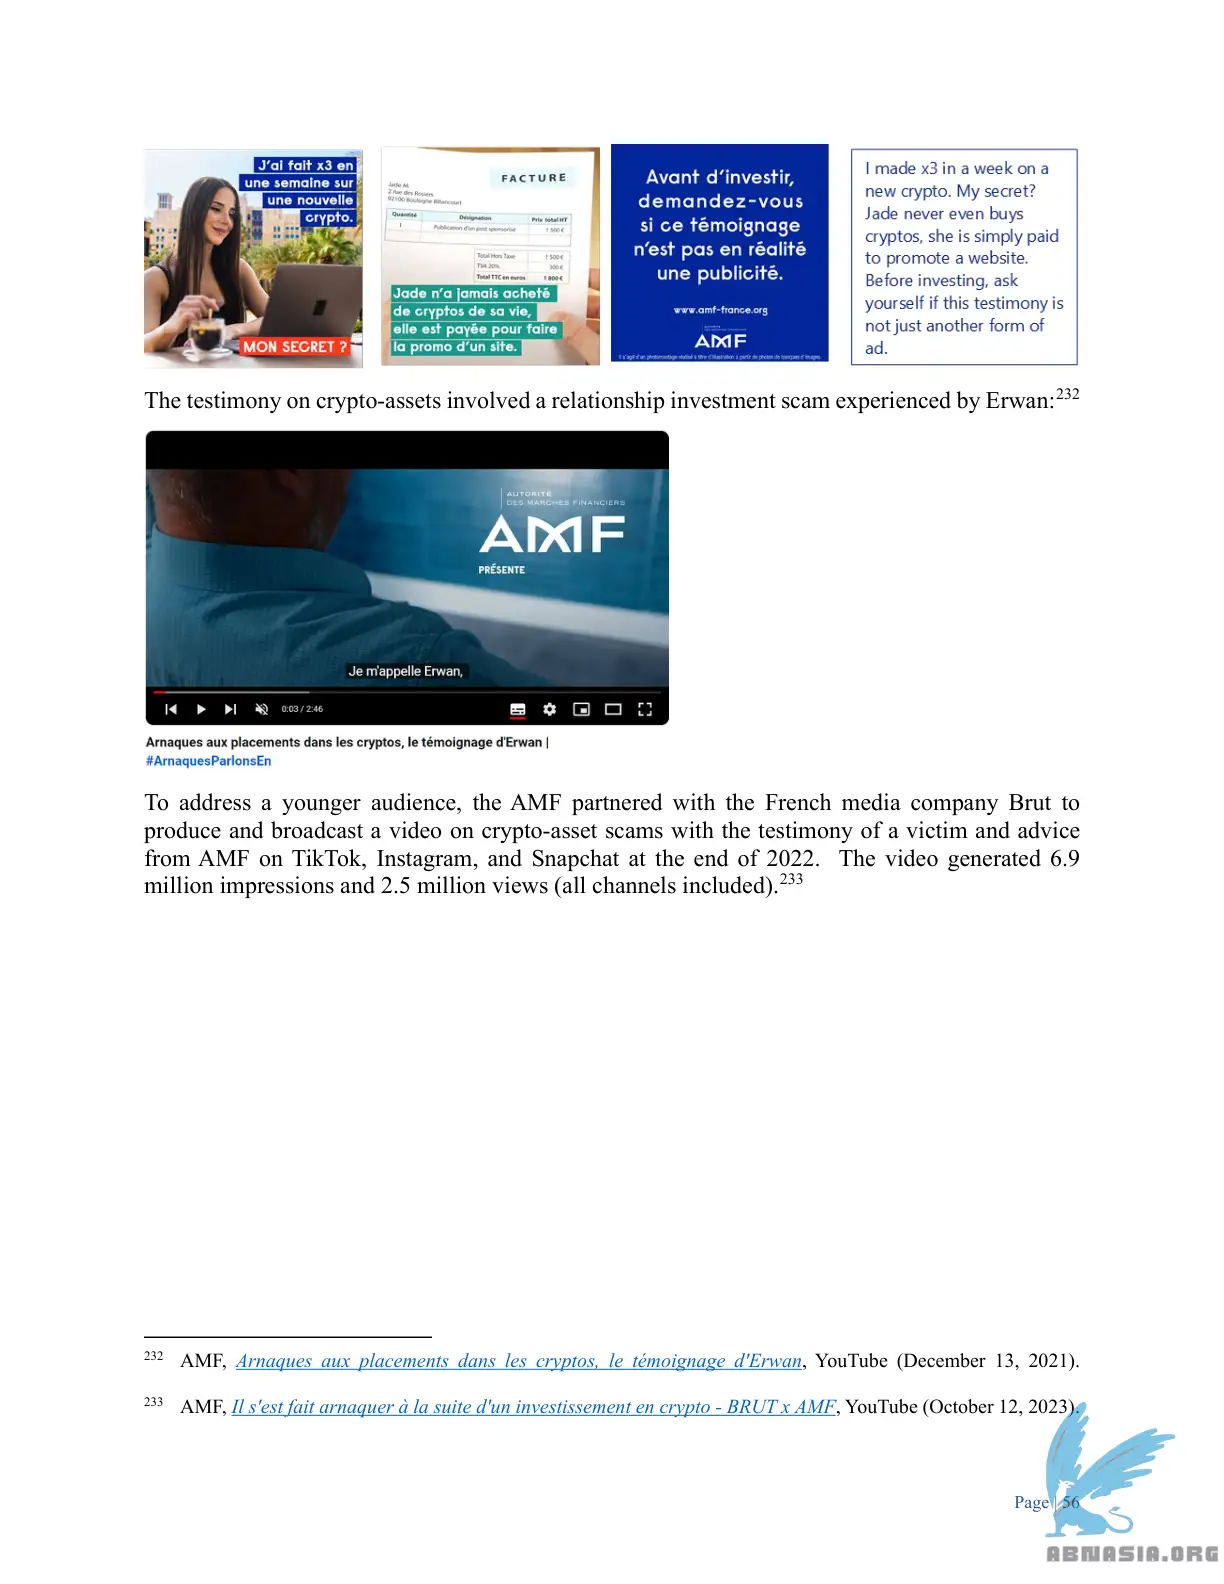 J'ai fait x3 en
une semaine sur
une nouvelle
crypto.
MON SECRET ?
FACTURE
Jade M.
2 rue des Rosiers
92100 Boulogne Billancourt
Quantité Désignation Prix total HT
1 Publication d'un post sponsorisé 1 500 €
Total Hors Taxe 1 500 €
TVA 20% 300 €
Total TTC en euros 1 800 €
Jade n'a jamais acheté
de cryptos de sa vie,
elle est payée pour faire
la promo d'un site.
Avant d'investir,
demandez-vous
si ce témoignage
n'est pas en réalité
une publicité.
www.amf-france.org
AMF
Il s'agit d'un photomontage réalisé à titre d'illustration à partir de photos de banques d'images.
I made x3 in a week on a
new crypto. My secret?
Jade never even buys
cryptos, she is simply paid
to promote a website.
Before investing, ask
yourself if this testimony is
not just another form of
ad.
The testimony on crypto-assets involved a relationship investment scam experienced by Erwan:232
AUTORITÉ
DES MARCHÉS FINANCIERS
AMF
PRÉSENTE
Je m'appelle Erwan,
0:03 / 2:46
Arnaques aux placements dans les cryptos, le témoignage d'Erwan |
#ArnaquesParlonsEn
To address a younger audience, the AMF partnered with the French media company Brut to
produce and broadcast a video on crypto-asset scams with the testimony of a victim and advice
from AMF on TikTok, Instagram, and Snapchat at the end of 2022. The video generated 6.9
million impressions and 2.5 million views (all channels included).233
232 AMF, Arnaques aux placements dans les cryptos, le témoignage d'Erwan, YouTube (December 13, 2021).
233 AMF, Il s'est fait arnaquer à la suite d'un investissement en crypto - BRUT x AMF, YouTube (October 12, 2023).
Page | 56
ABNASIA.ORG